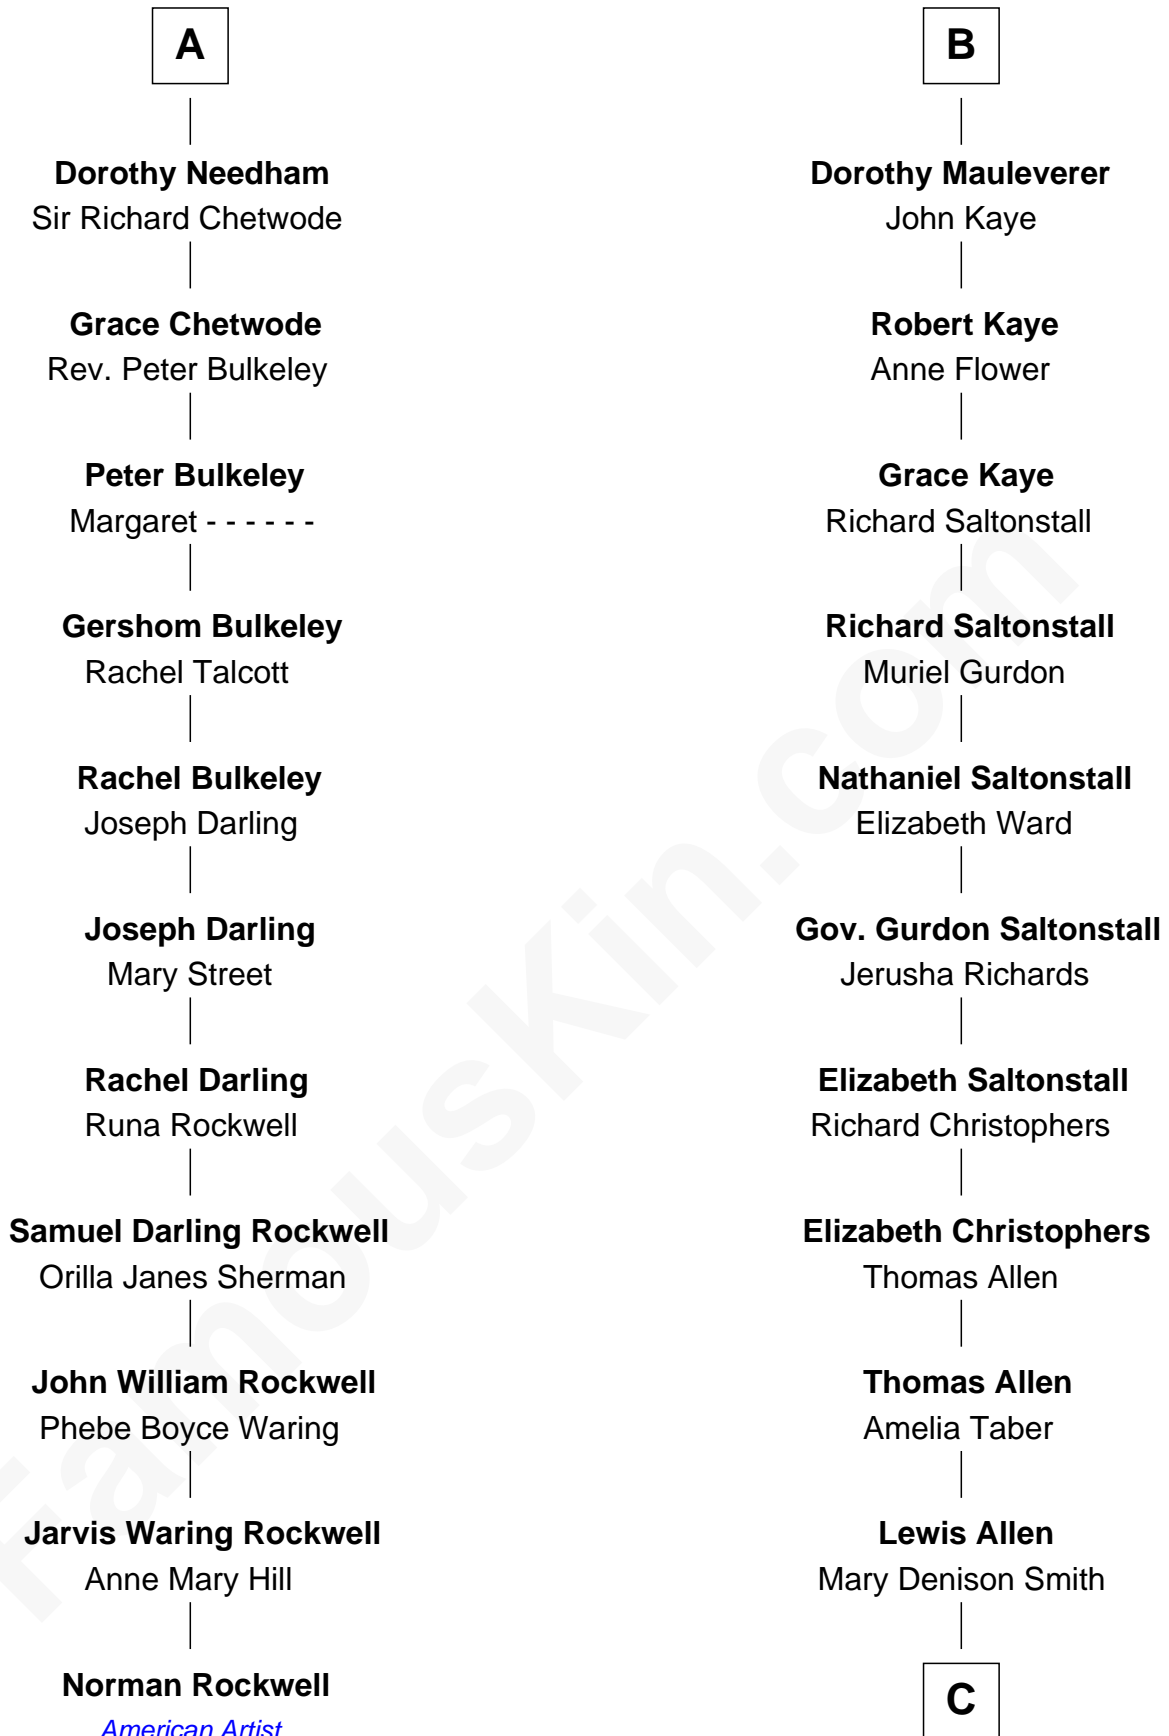 A
Dorothy Needham
Sir Richard Chetwode
Grace Chetwode
Rev. Peter Bulkeley
Peter Bulkeley
Margaret - - - - - -
Gershom Bulkeley
Rachel Talcott
Rachel Bulkeley
Joseph Darling
Joseph Darling
Mary Street
Rachel Darling
Runa Rockwell
Samuel Darling Rockwell
Orilla Janes Sherman
John William Rockwell
Phebe Boyce Waring
Jarvis Waring Rockwell
Anne Mary Hill
Norman Rockwell
American Artist
B
Dorothy Mauleverer
John Kaye
Robert Kaye
Anne Flower
Grace Kaye
Richard Saltonstall
Richard Saltonstall
Muriel Gurdon
Nathaniel Saltonstall
Elizabeth Ward
Gov. Gurdon Saltonstall
Jerusha Richards
Elizabeth Saltonstall
Richard Christophers
Elizabeth Christophers
Thomas Allen
Thomas Allen
Amelia Taber
Lewis Allen
Mary Denison Smith
C
FamousKin.com